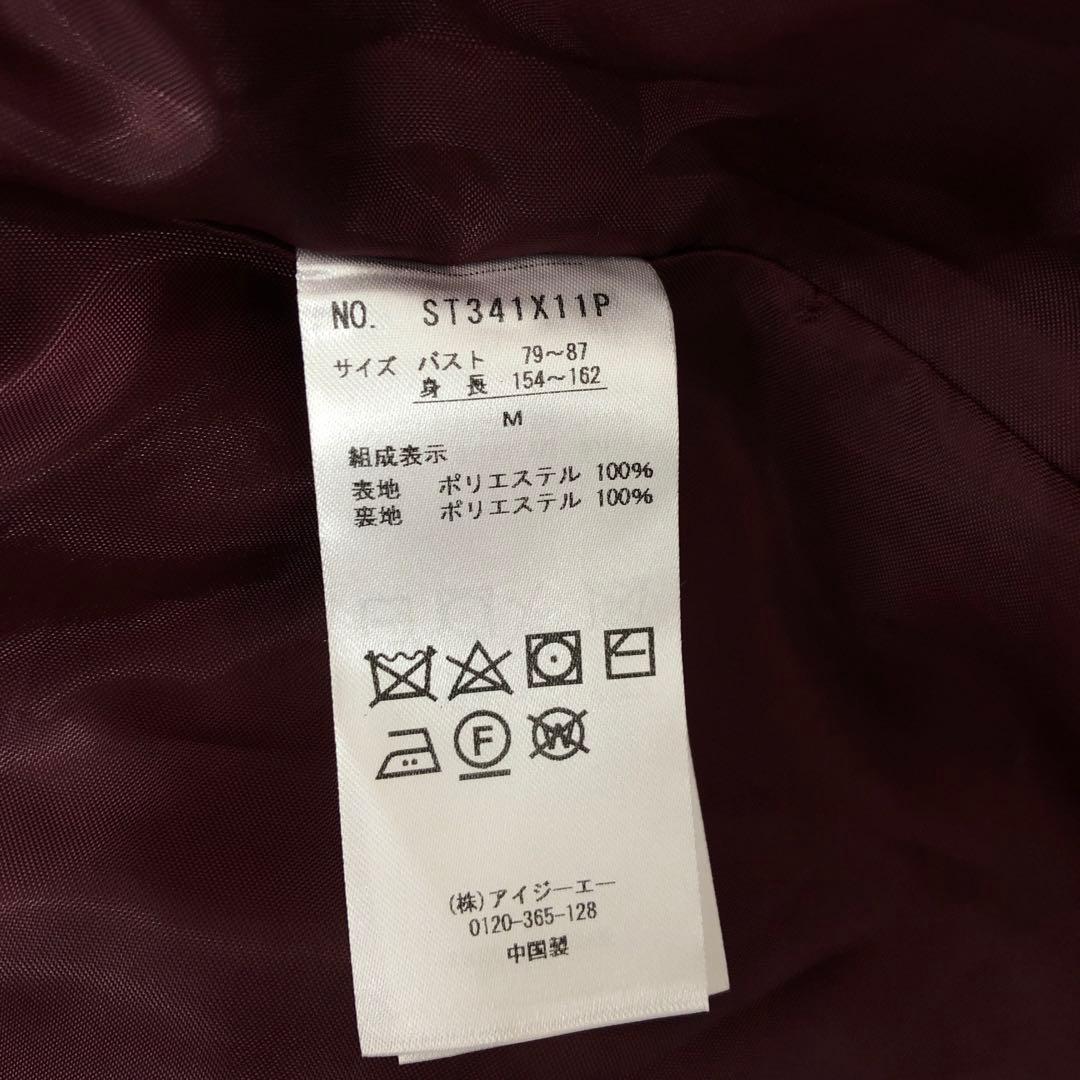 NO. ST341X11P
サイズ バスト 79～87
身長 154～162
M
組成表示
表地 ポリエステル 100%
裏地 ポリエステル 100%
F
W
(株)アイジーエー
0120-365-128
中国製